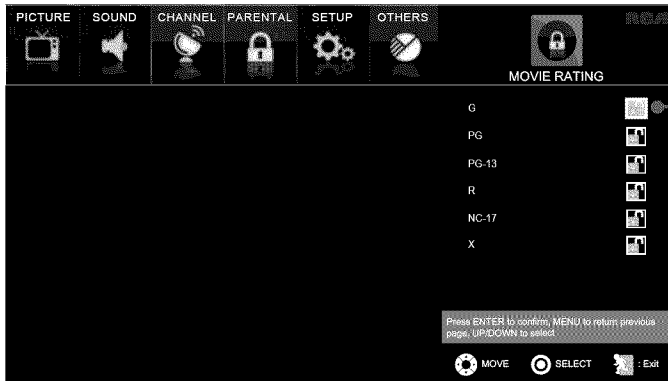 PICTURE SOUND CHANNEL PARENTAL SETUP OTHERS
RCA
MOVIE RATING
G
PG
PG-13
R
NC-17
X
Press ENTER to confirm, MENU to return previous
page, UP/DOWN to select
MOVE SELECT : Exit